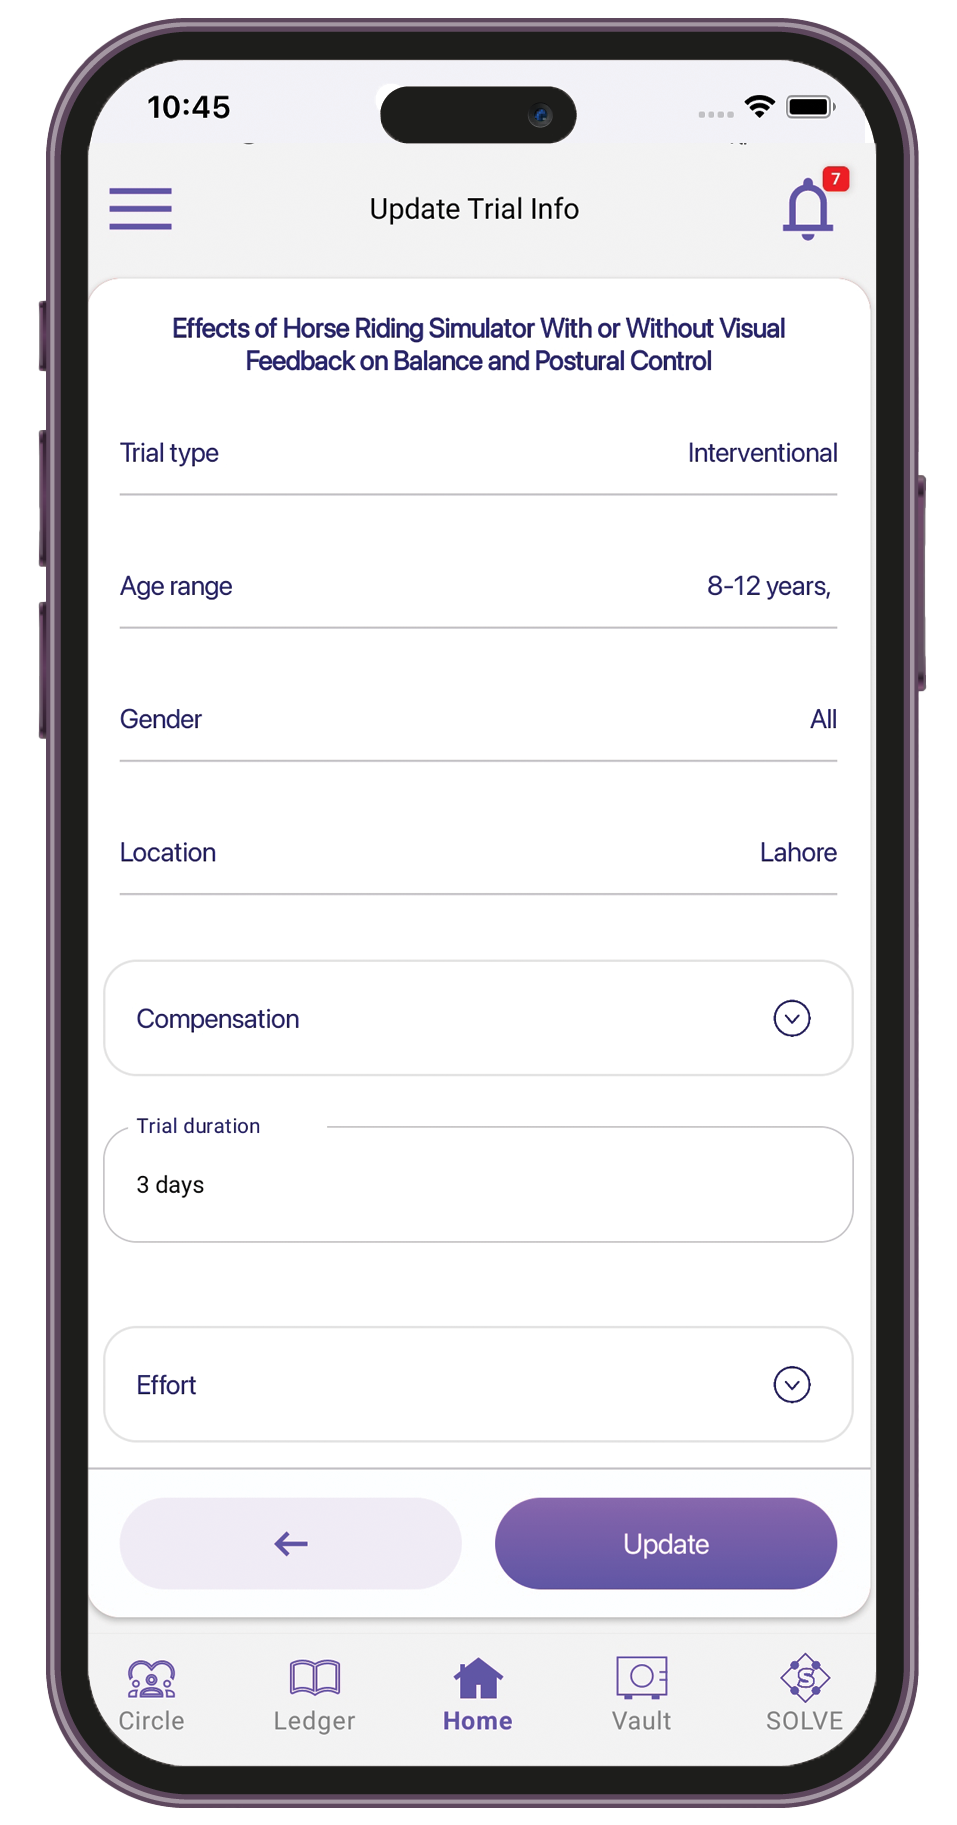 10:45
7
Update Trial Info
Effects of Horse Riding Simulator With or Without Visual
Feedback on Balance and Postural Control
Trial type Interventional
Age range 8-12 years,
Gender All
Location Lahore
Compensation
Trial duration
3 days
Effort
Update
Circle Ledger Home Vault SOLVE